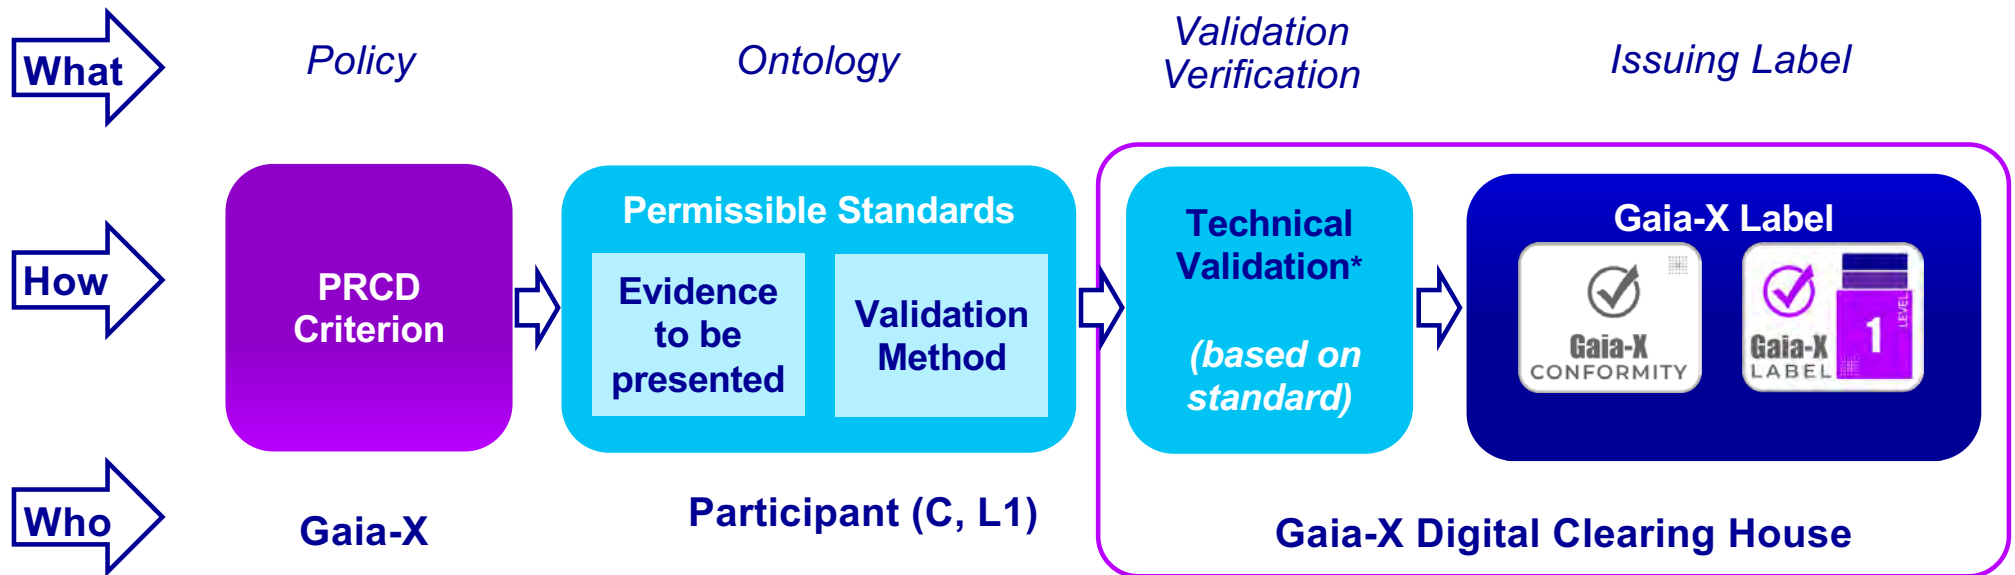 What
Policy
Ontology
Validation
Verification
Issuing Label
How
PRCD
Criterion
Permissible Standards
Evidence
to be
presented
Validation
Method
Technical
Validation*
(based on
standard)
Gaia-X Label
Gaia-X
CONFORMITY
Gaia-X
LABEL
1
LEVEL
Who
Gaia-X
Participant (C, L1)
Gaia-X Digital Clearing House